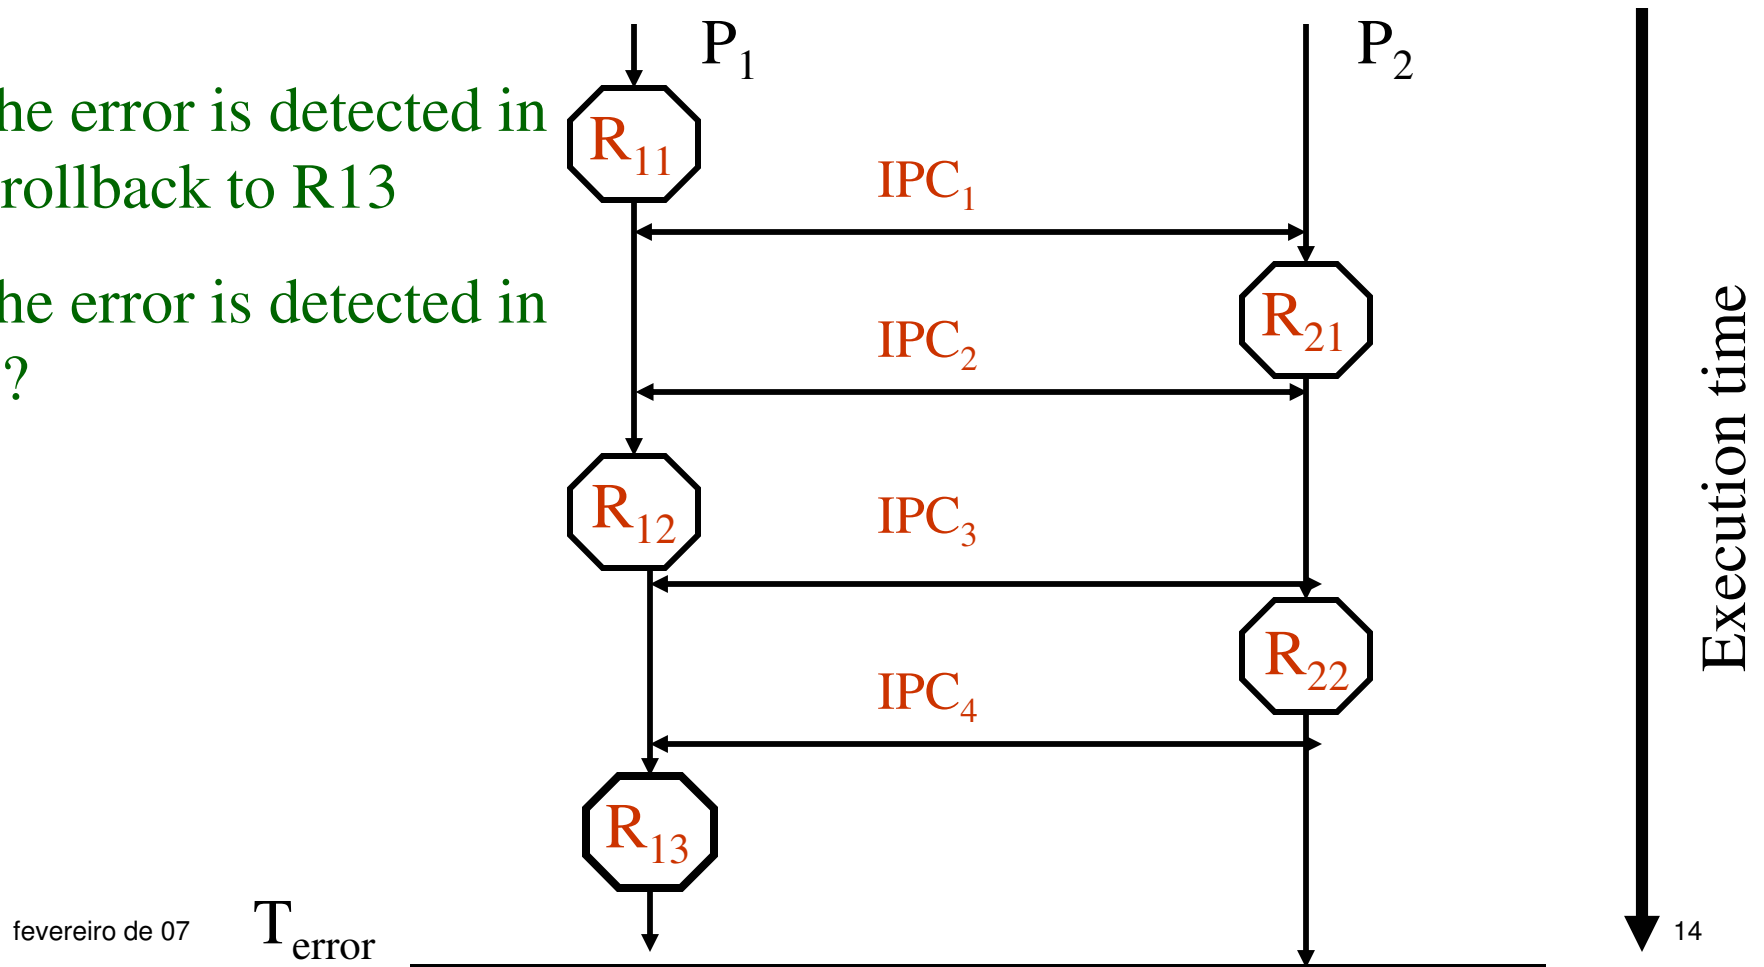 P1
P2
he error is detected in
rollback to R13
he error is detected in
?
R11
IPC1
R21
IPC2
R12
IPC3
R22
IPC4
R13
Execution time
fevereiro de 07
Terror
14